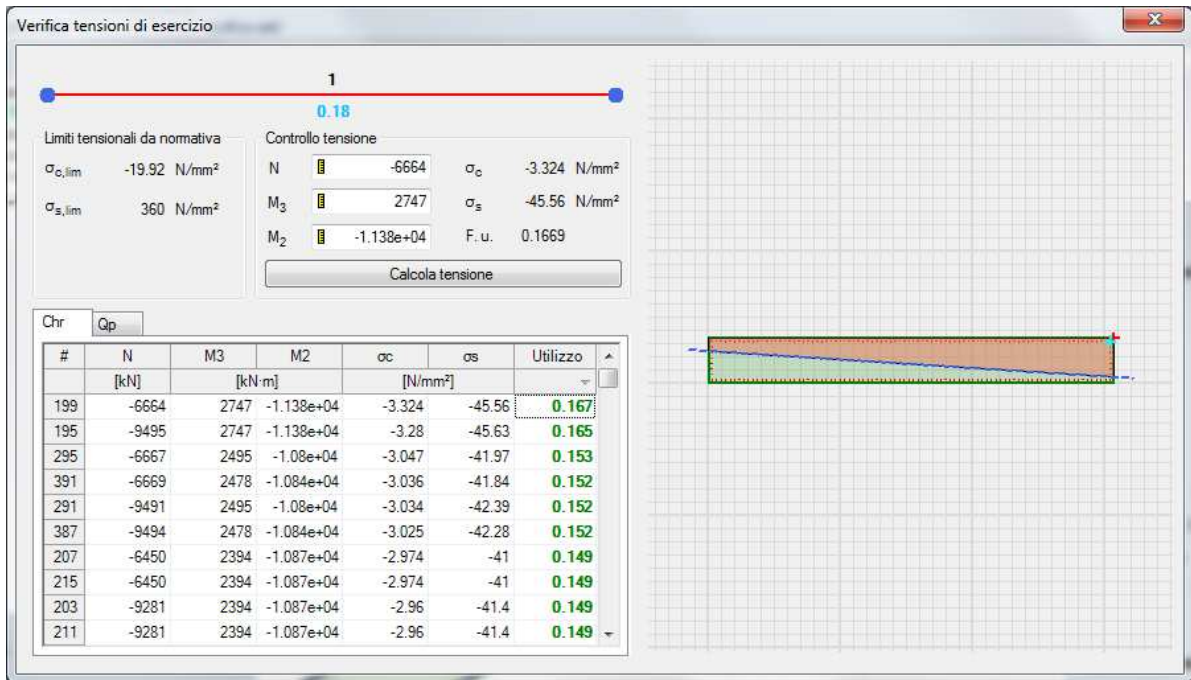 Verifica tensioni di esercizio
1
0.18
Limiti tensionali da normativa
σc,lim -19.92 N/mm²
σs,lim 360 N/mm²
Controllo tensione
N -6664 σc -3.324 N/mm²
M3 2747 σs -45.56 N/mm²
M2 -1.138e+04 F. u. 0.1669
Calcola tensione
Chr Qp
# N M3 M2 σc σs Utilizzo
[kN] [kN·m] [N/mm²]
199 -6664 2747 -1.138e+04 -3.324 -45.56 0.167
195 -9495 2747 -1.138e+04 -3.28 -45.63 0.165
295 -6667 2495 -1.08e+04 -3.047 -41.97 0.153
391 -6669 2478 -1.084e+04 -3.036 -41.84 0.152
291 -9491 2495 -1.08e+04 -3.034 -42.39 0.152
387 -9494 2478 -1.084e+04 -3.025 -42.28 0.152
207 -6450 2394 -1.087e+04 -2.974 -41 0.149
215 -6450 2394 -1.087e+04 -2.974 -41 0.149
203 -9281 2394 -1.087e+04 -2.96 -41.4 0.149
211 -9281 2394 -1.087e+04 -2.96 -41.4 0.149